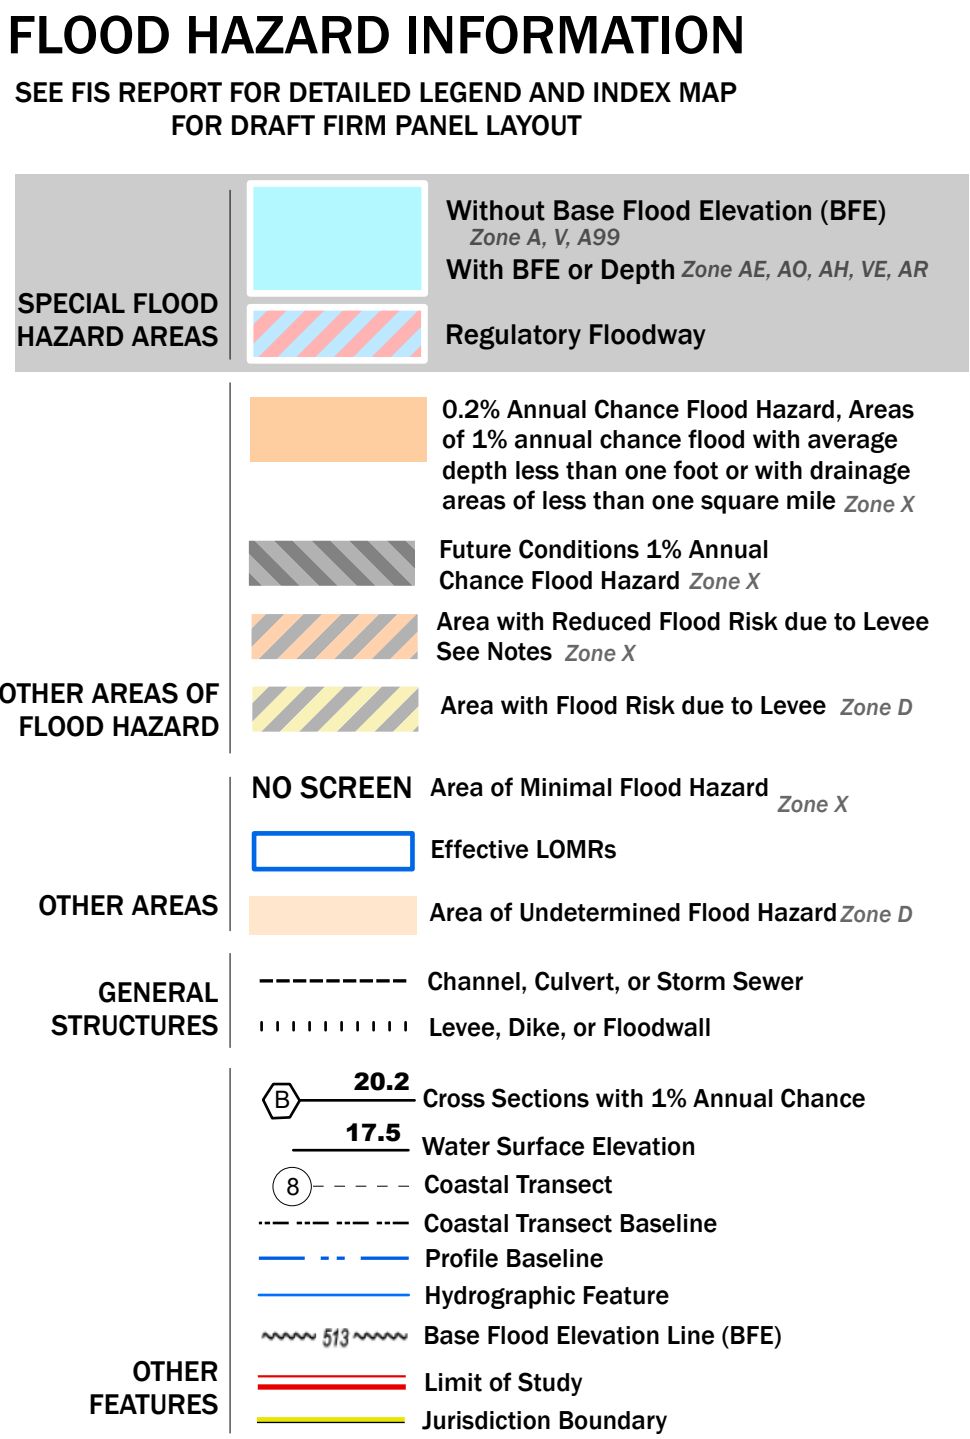 FLOOD HAZARD INFORMATION
SEE FIS REPORT FOR DETAILED LEGEND AND INDEX MAP
FOR DRAFT FIRM PANEL LAYOUT
SPECIAL FLOOD
HAZARD AREAS
Without Base Flood Elevation (BFE)
Zone A, V, A99
With BFE or Depth Zone AE, AO, AH, VE, AR
Regulatory Floodway
OTHER AREAS OF
FLOOD HAZARD
0.2% Annual Chance Flood Hazard, Areas
of 1% annual chance flood with average
depth less than one foot or with drainage
areas of less than one square mile Zone X
Future Conditions 1% Annual
Chance Flood Hazard Zone X
Area with Reduced Flood Risk due to Levee
See Notes Zone X
Area with Flood Risk due to Levee Zone D
OTHER AREAS
NO SCREEN Area of Minimal Flood Hazard Zone X
Effective LOMRs
Area of Undetermined Flood Hazard Zone D
GENERAL
STRUCTURES
Channel, Culvert, or Storm Sewer
Levee, Dike, or Floodwall
OTHER
FEATURES
B 20.2 Cross Sections with 1% Annual Chance
17.5 Water Surface Elevation
8 Coastal Transect
Coastal Transect Baseline
Profile Baseline
Hydrographic Feature
513 Base Flood Elevation Line (BFE)
Limit of Study
Jurisdiction Boundary